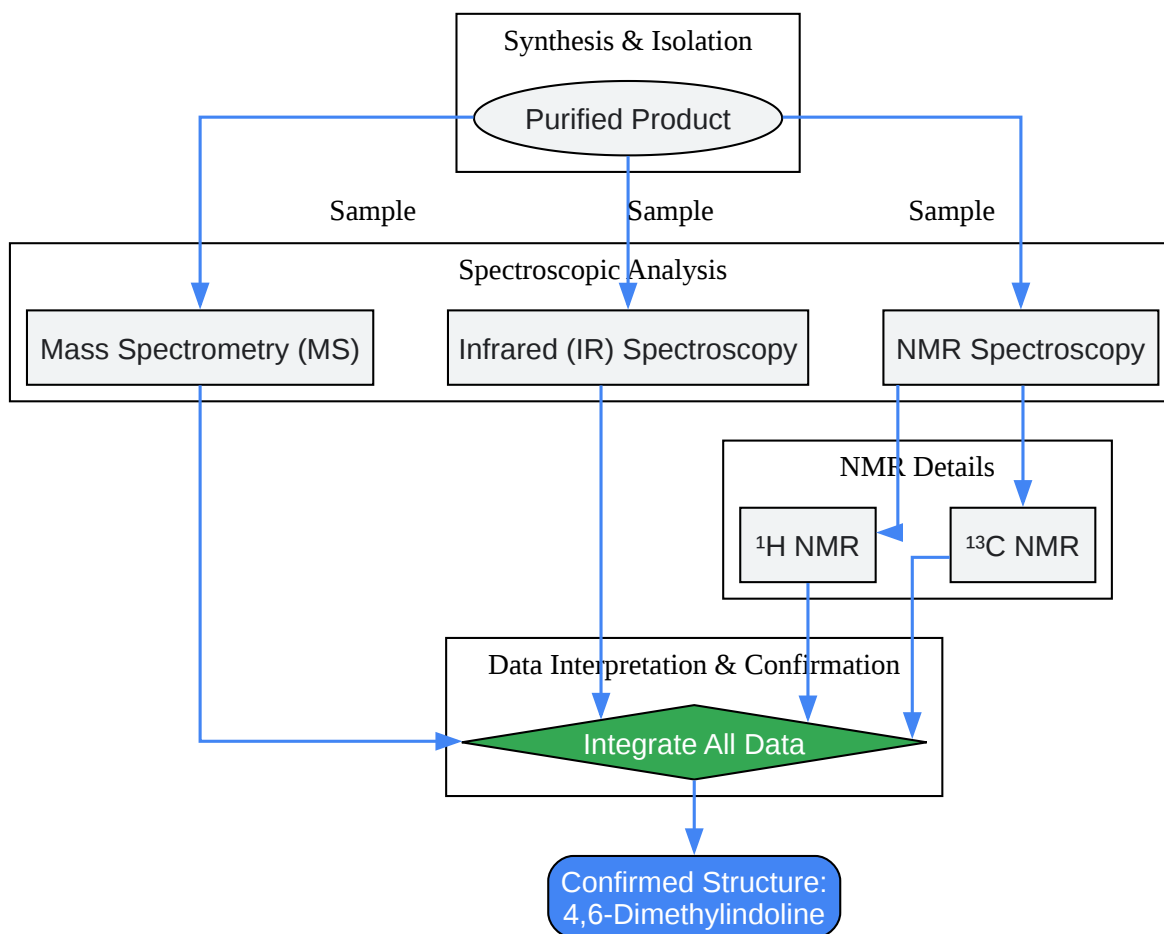 Synthesis & Isolation
Purified Product
Sample
Sample
Sample
Spectroscopic Analysis
Mass Spectrometry (MS)
Infrared (IR) Spectroscopy
NMR Spectroscopy
NMR Details
¹H NMR
¹³C NMR
Data Interpretation & Confirmation
Integrate All Data
Confirmed Structure:
4,6-Dimethylindoline